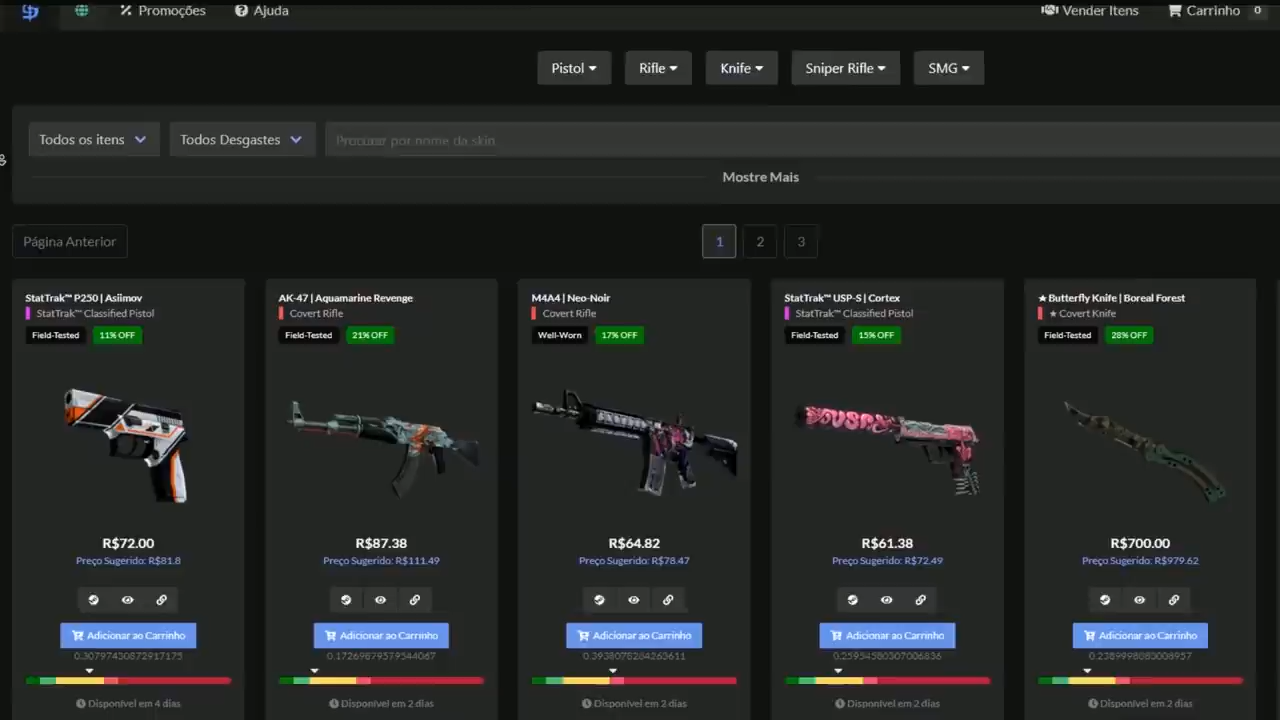 Promoções
Ajuda
Vender Itens
Carrinho
0
Pistol
Rifle
Knife
Sniper Rifle
SMG
Todos os itens
Todos Desgastes
Procurar por nome da skin
Mostre Mais
Página Anterior
1
2
3
StatTrak™ P250 | Asiimov
StatTrak™ Classified Pistol
Field-Tested
11% OFF
R$72.00
Preço Sugerido: R$81.8
Adicionar ao Carrinho
0.30797430872917175
Disponível em 4 dias
AK-47 | Aquamarine Revenge
Covert Rifle
Field-Tested
21% OFF
R$87.38
Preço Sugerido: R$111.49
Adicionar ao Carrinho
Disponível em 2 dias
M4A4 | Neo-Noir
Covert Rifle
Well-Worn
17% OFF
R$64.82
Preço Sugerido: R$78.47
Adicionar ao Carrinho
Disponível em 2 dias
StatTrak™ USP-S | Cortex
StatTrak™ Classified Pistol
Field-Tested
15% OFF
R$61.38
Preço Sugerido: R$72.49
Adicionar ao Carrinho
Disponível em 2 dias
★ Butterfly Knife | Boreal Forest
★ Covert Knife
Field-Tested
28% OFF
R$700.00
Preço Sugerido: R$979.62
Adicionar ao Carrinho
Disponível em 2 dias